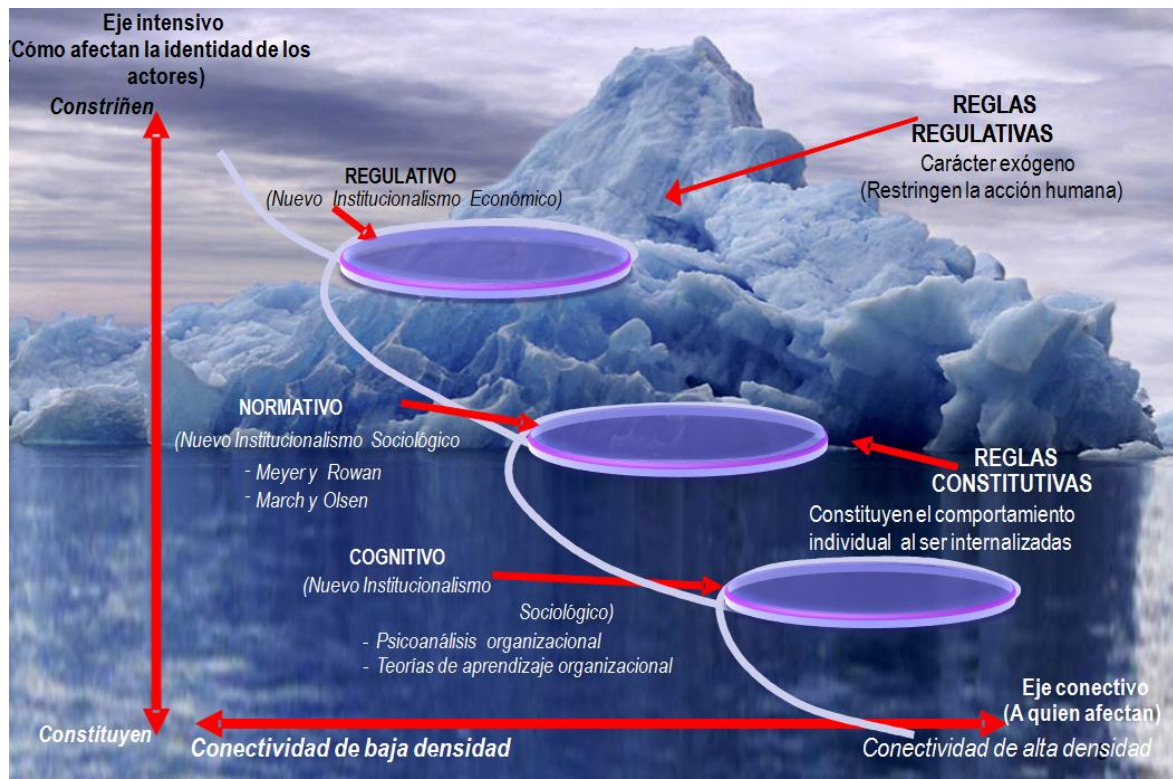 Eje intensivo
(Cómo afectan la identidad de los
actores)
Constriñen
REGLAS
REGULATIVAS
Carácter exógeno
(Restringen la acción humana)
REGULATIVO
(Nuevo Institucionalismo Económico)
NORMATIVO
(Nuevo Institucionalismo Sociológico
- Meyer y Rowan
- March y Olsen
REGLAS
CONSTITUTIVAS
Constituyen el comportamiento
individual al ser internalizadas
COGNITIVO
(Nuevo Institucionalismo
Sociológico)
- Psicoanálisis organizacional
- Teorías de aprendizaje organizacional
Eje conectivo
(A quien afectan)
Constituyen
Conectividad de baja densidad
Conectividad de alta densidad